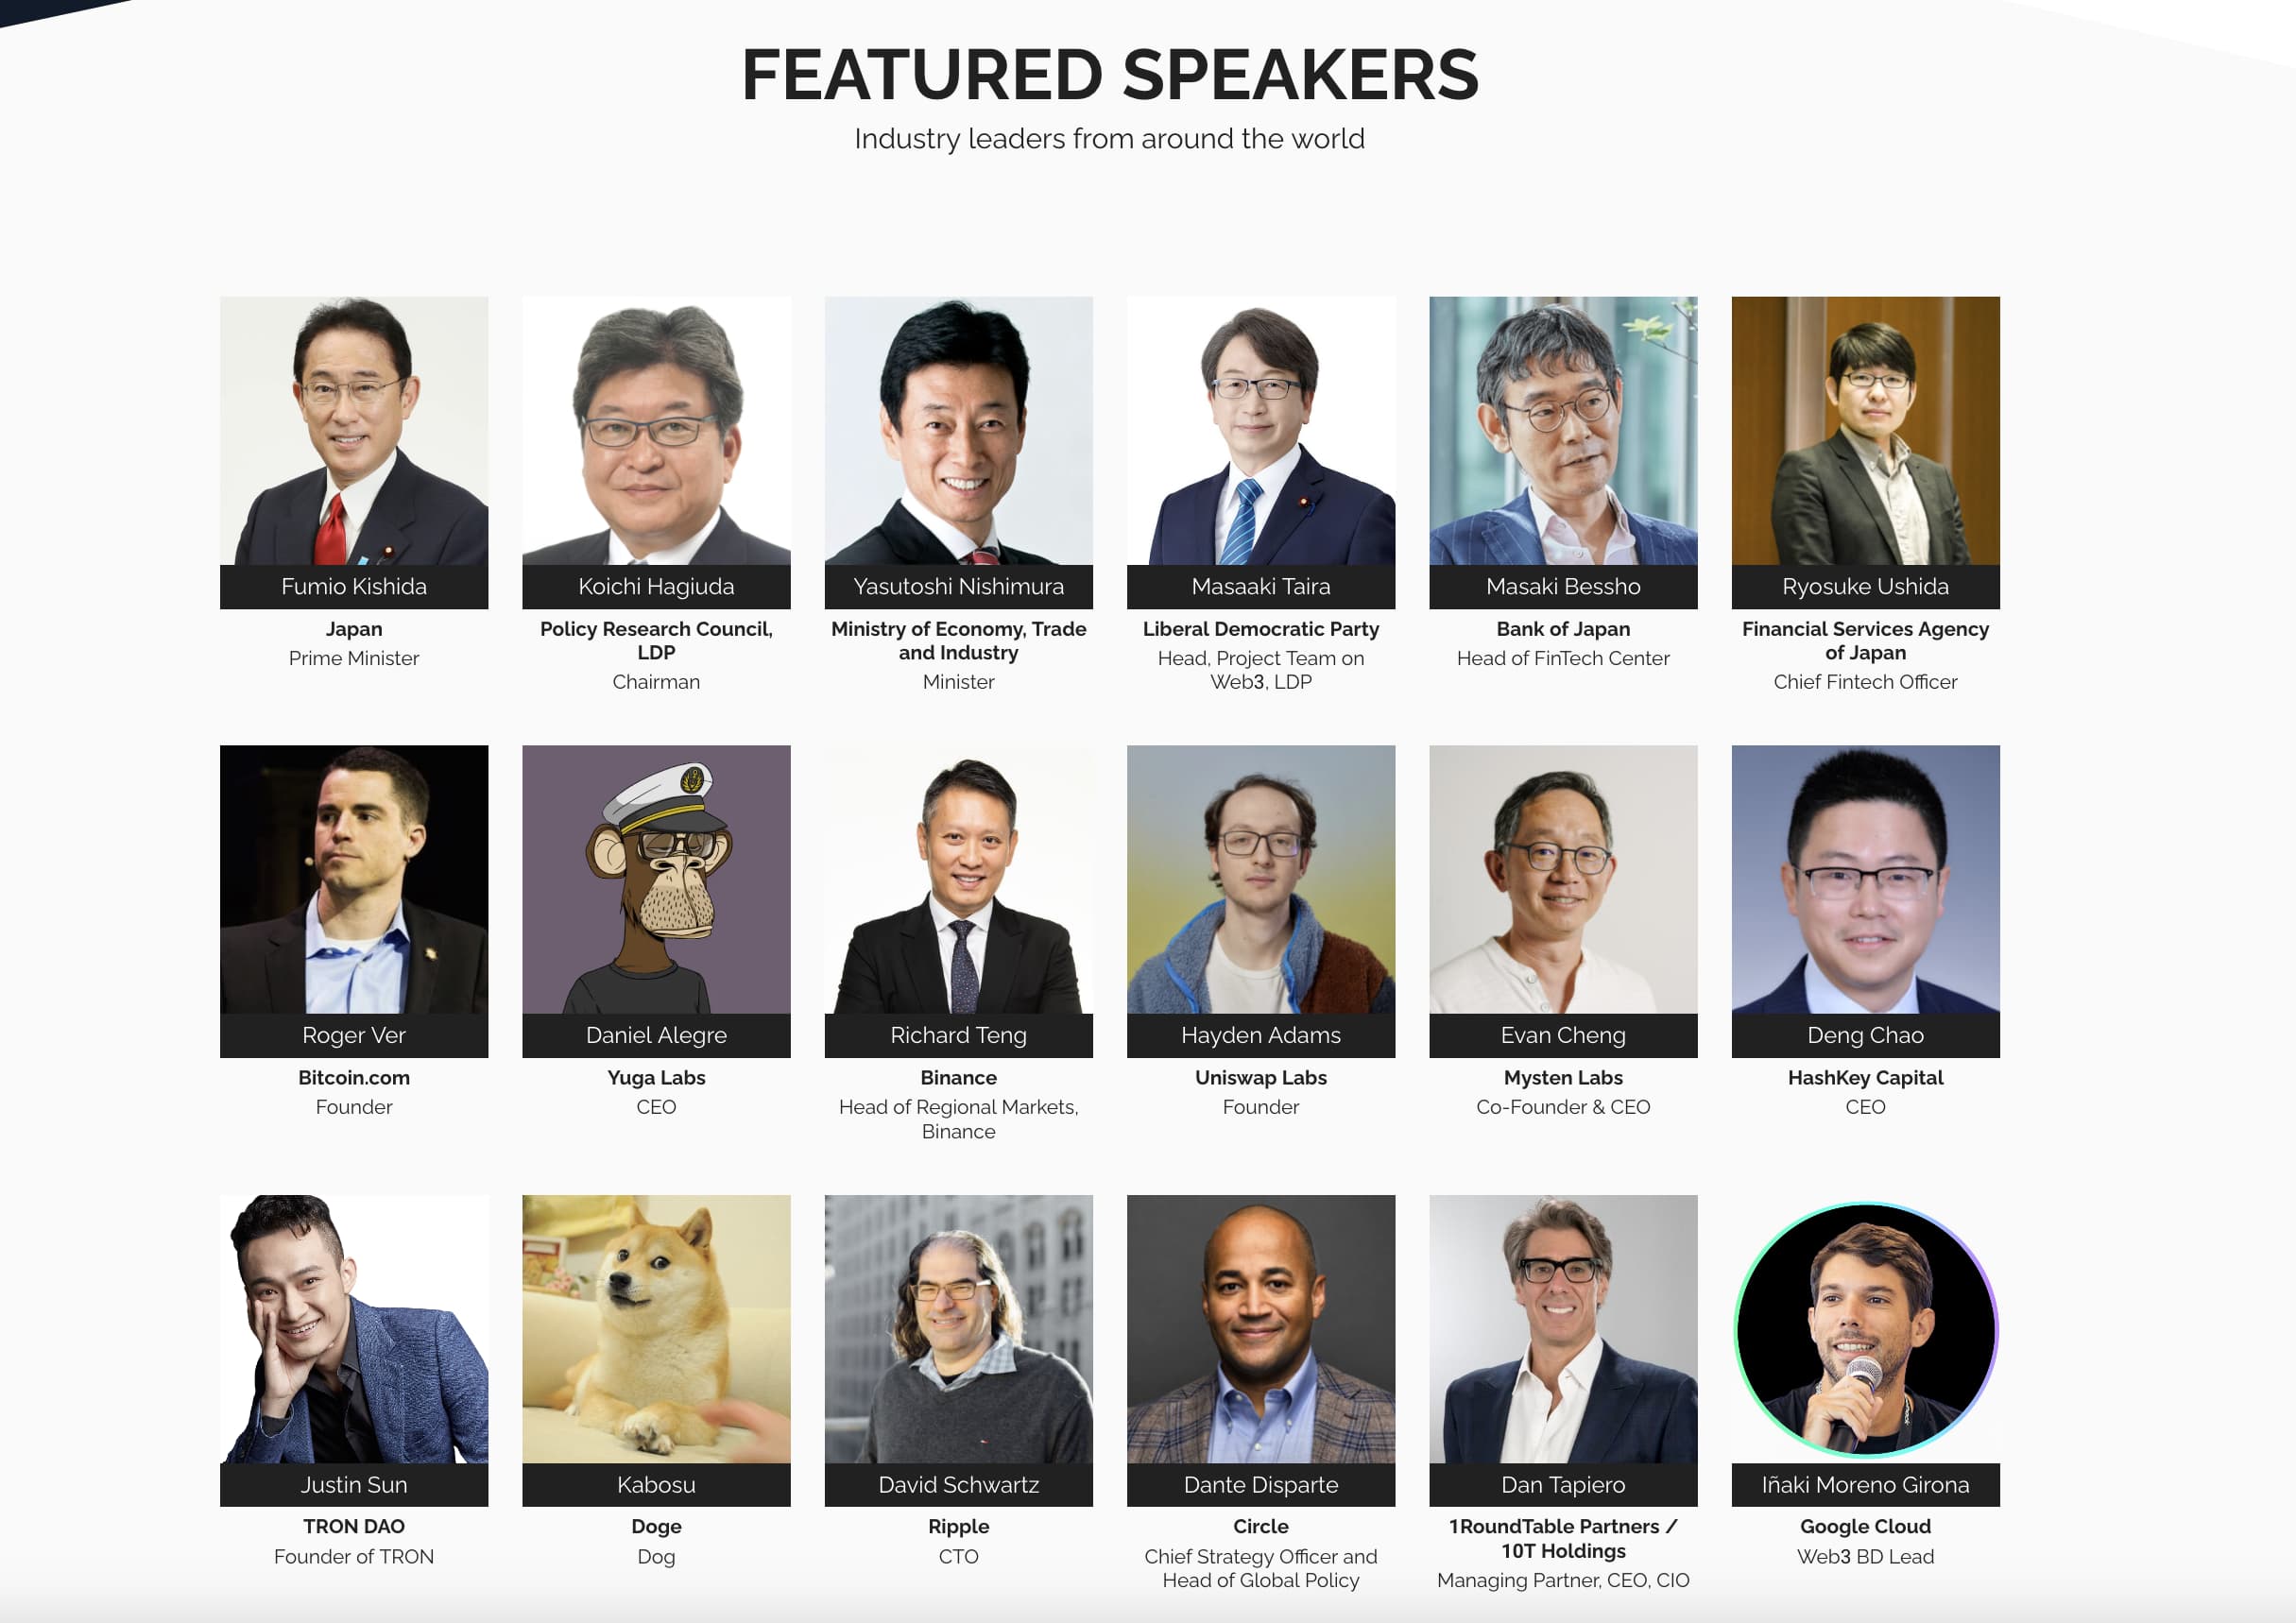 FEATURED SPEAKERS
Industry leaders from around the world
Fumio Kishida
Japan
Prime Minister
Koichi Hagiuda
Policy Research Council,
LDP
Chairman
Yasutoshi Nishimura
Ministry of Economy, Trade
and Industry
Minister
Masaaki Taira
Liberal Democratic Party
Head, Project Team on
Web3, LDP
Masaki Bessho
Bank of Japan
Head of FinTech Center
Ryosuke Ushida
Financial Services Agency
of Japan
Chief Fintech Officer
Roger Ver
Bitcoin.com
Founder
Daniel Alegre
Yuga Labs
CEO
Richard Teng
Binance
Head of Regional Markets,
Binance
Hayden Adams
Uniswap Labs
Founder
Evan Cheng
Mysten Labs
Co-Founder & CEO
Deng Chao
HashKey Capital
CEO
Justin Sun
TRON DAO
Founder of TRON
Kabosu
Doge
Dog
David Schwartz
Ripple
CTO
Dante Disparte
Circle
Chief Strategy Officer and
Head of Global Policy
Dan Tapiero
1RoundTable Partners /
10T Holdings
Managing Partner, CEO, CIO
Iñaki Moreno Girona
Google Cloud
Web3 BD Lead